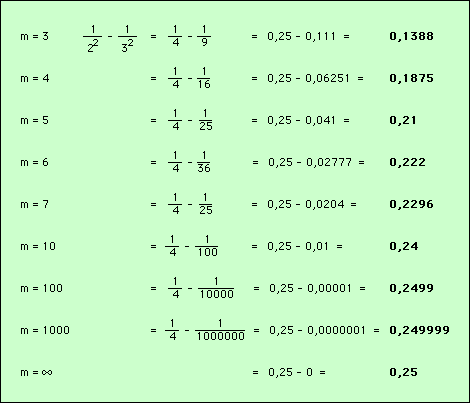 m = 3 1/2² - 1/3² = 1/4 - 1/9 = 0,25 - 0,111 = 0,1388
m = 4 = 1/4 - 1/16 = 0,25 - 0,06251 = 0,1875
m = 5 = 1/4 - 1/25 = 0,25 - 0,041 = 0,21
m = 6 = 1/4 - 1/36 = 0,25 - 0,02777 = 0,222
m = 7 = 1/4 - 1/25 = 0,25 - 0,0204 = 0,2296
m = 10 = 1/4 - 1/100 = 0,25 - 0,01 = 0,24
m = 100 = 1/4 - 1/10000 = 0,25 - 0,00001 = 0,2499
m = 1000 = 1/4 - 1/1000000 = 0,25 - 0,0000001 = 0,249999
m = ∞ = 0,25 - 0 = 0,25